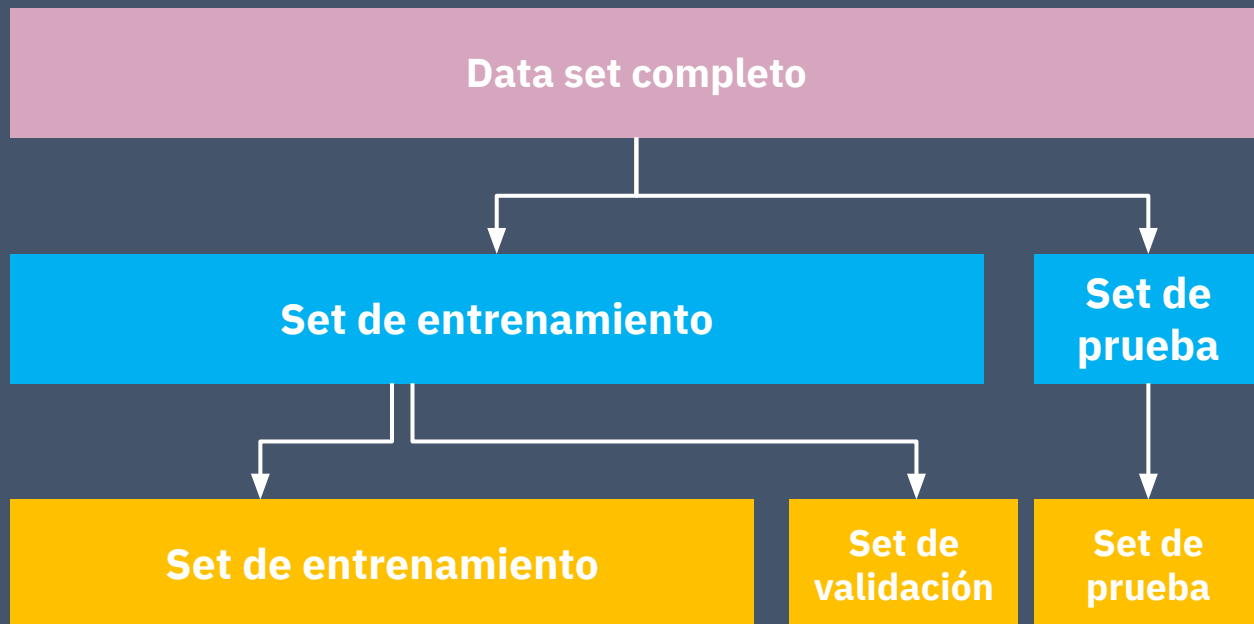 Data set completo
Set de entrenamiento
Set de
prueba
Set de entrenamiento
Set de
validación
Set de
prueba